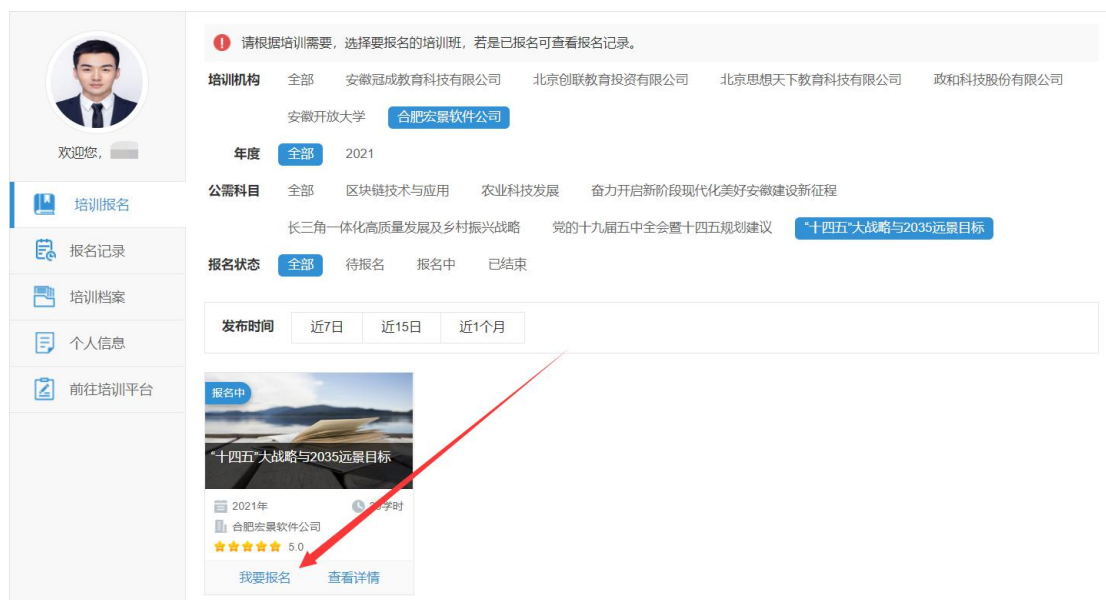 请根据培训需要，选择要报名的培训班，若是已报名可查看报名记录。
培训机构 全部 安徽冠成教育科技有限公司 北京创联教育投资有限公司 北京思想天下教育科技有限公司 政和科技股份有限公司
安徽开放大学 合肥宏景软件公司
欢迎您，
年度 全部 2021
公需科目 全部 区块链技术与应用 农业科技发展 奋力开启新阶段现代化美好安徽建设新征程
长三角一体化高质量发展及乡村振兴战略 党的十九届五中全会暨十四五规划建议 “十四五”大战略与2035远景目标
报名状态 全部 待报名 报名中 已结束
培训报名
报名记录
培训档案
个人信息
前往培训平台
发布时间 近7日 近15日 近1个月
报名中
“十四五”大战略与2035远景目标
2021年 学时
合肥宏景软件公司
5.0
我要报名 查看详情